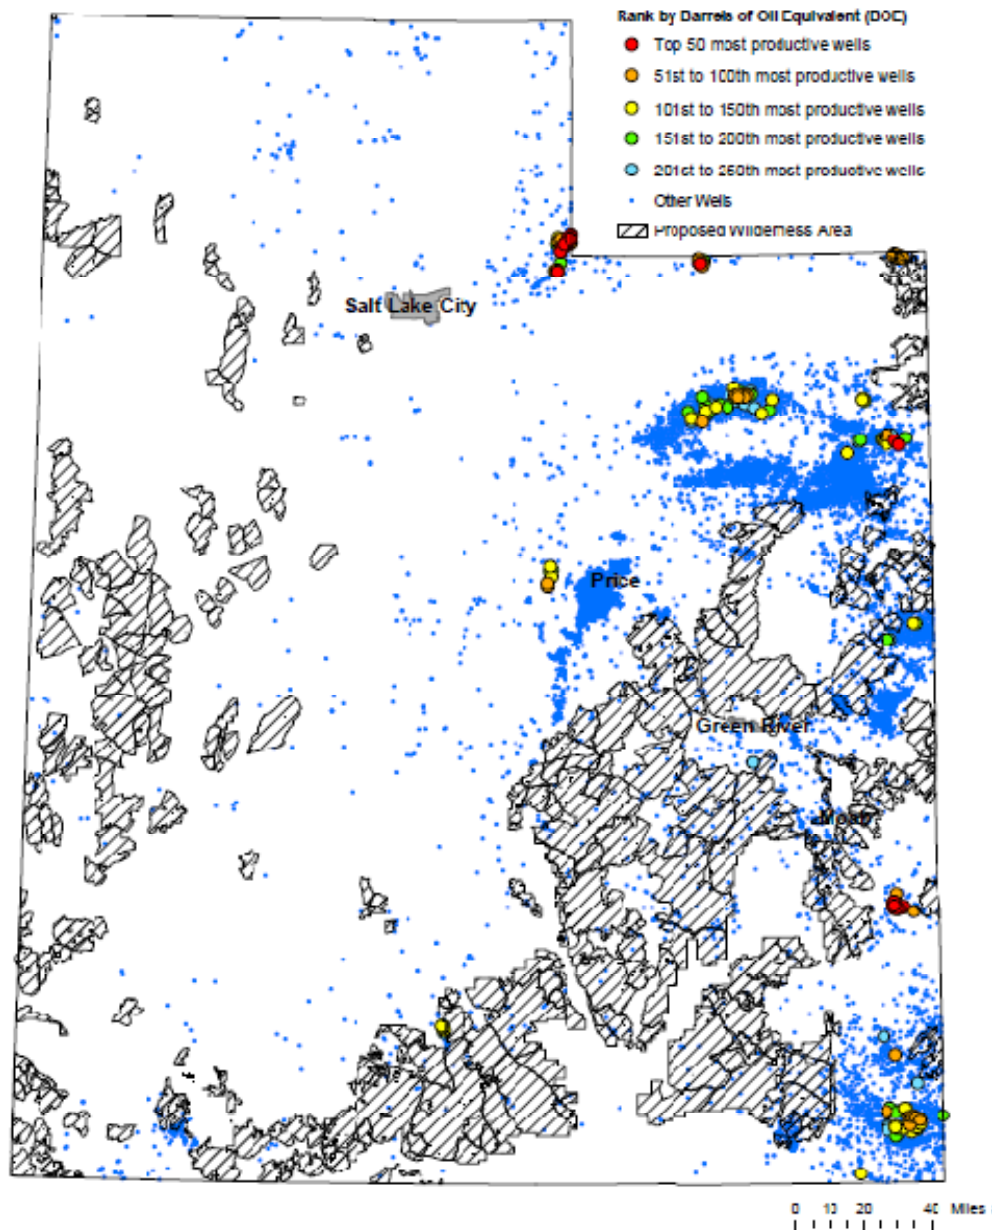 Rank by Barrels of Oil Equivalent (BOE)
Top 50 most productive wells
51st to 100th most productive wells
101st to 150th most productive wells
151st to 200th most productive wells
201st to 250th most productive wells
Other Wells
Proposed Wilderness Area
Salt Lake City
Price
Green River
Moab
0 10 20 40 Miles